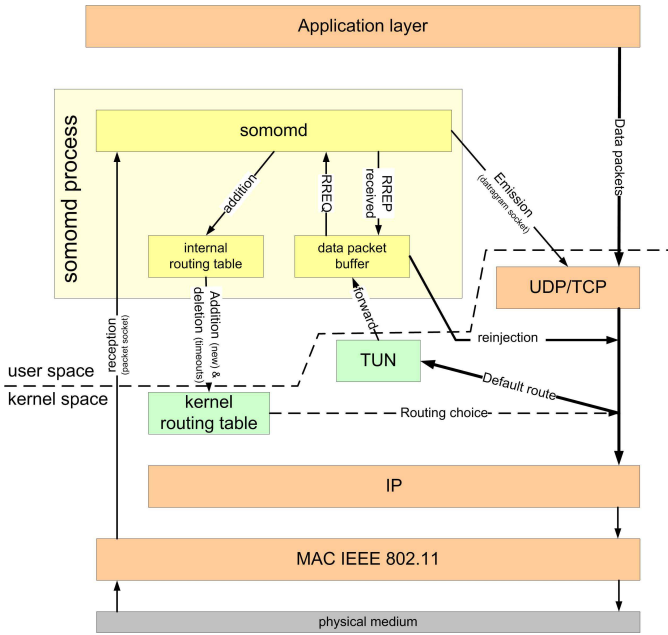 Application layer
somomd process
somomd
Data packets
Emission
(datragram socket)
addition
RREQ
RREP
received
internal
routing table
data packet
buffer
UDP/TCP
reception
(packet socket)
Addition (new) &
deletion (timeouts)
forward
reinjection
TUN
Default route
user space
kernel space
kernel
routing table
Routing choice
IP
MAC IEEE 802.11
physical medium